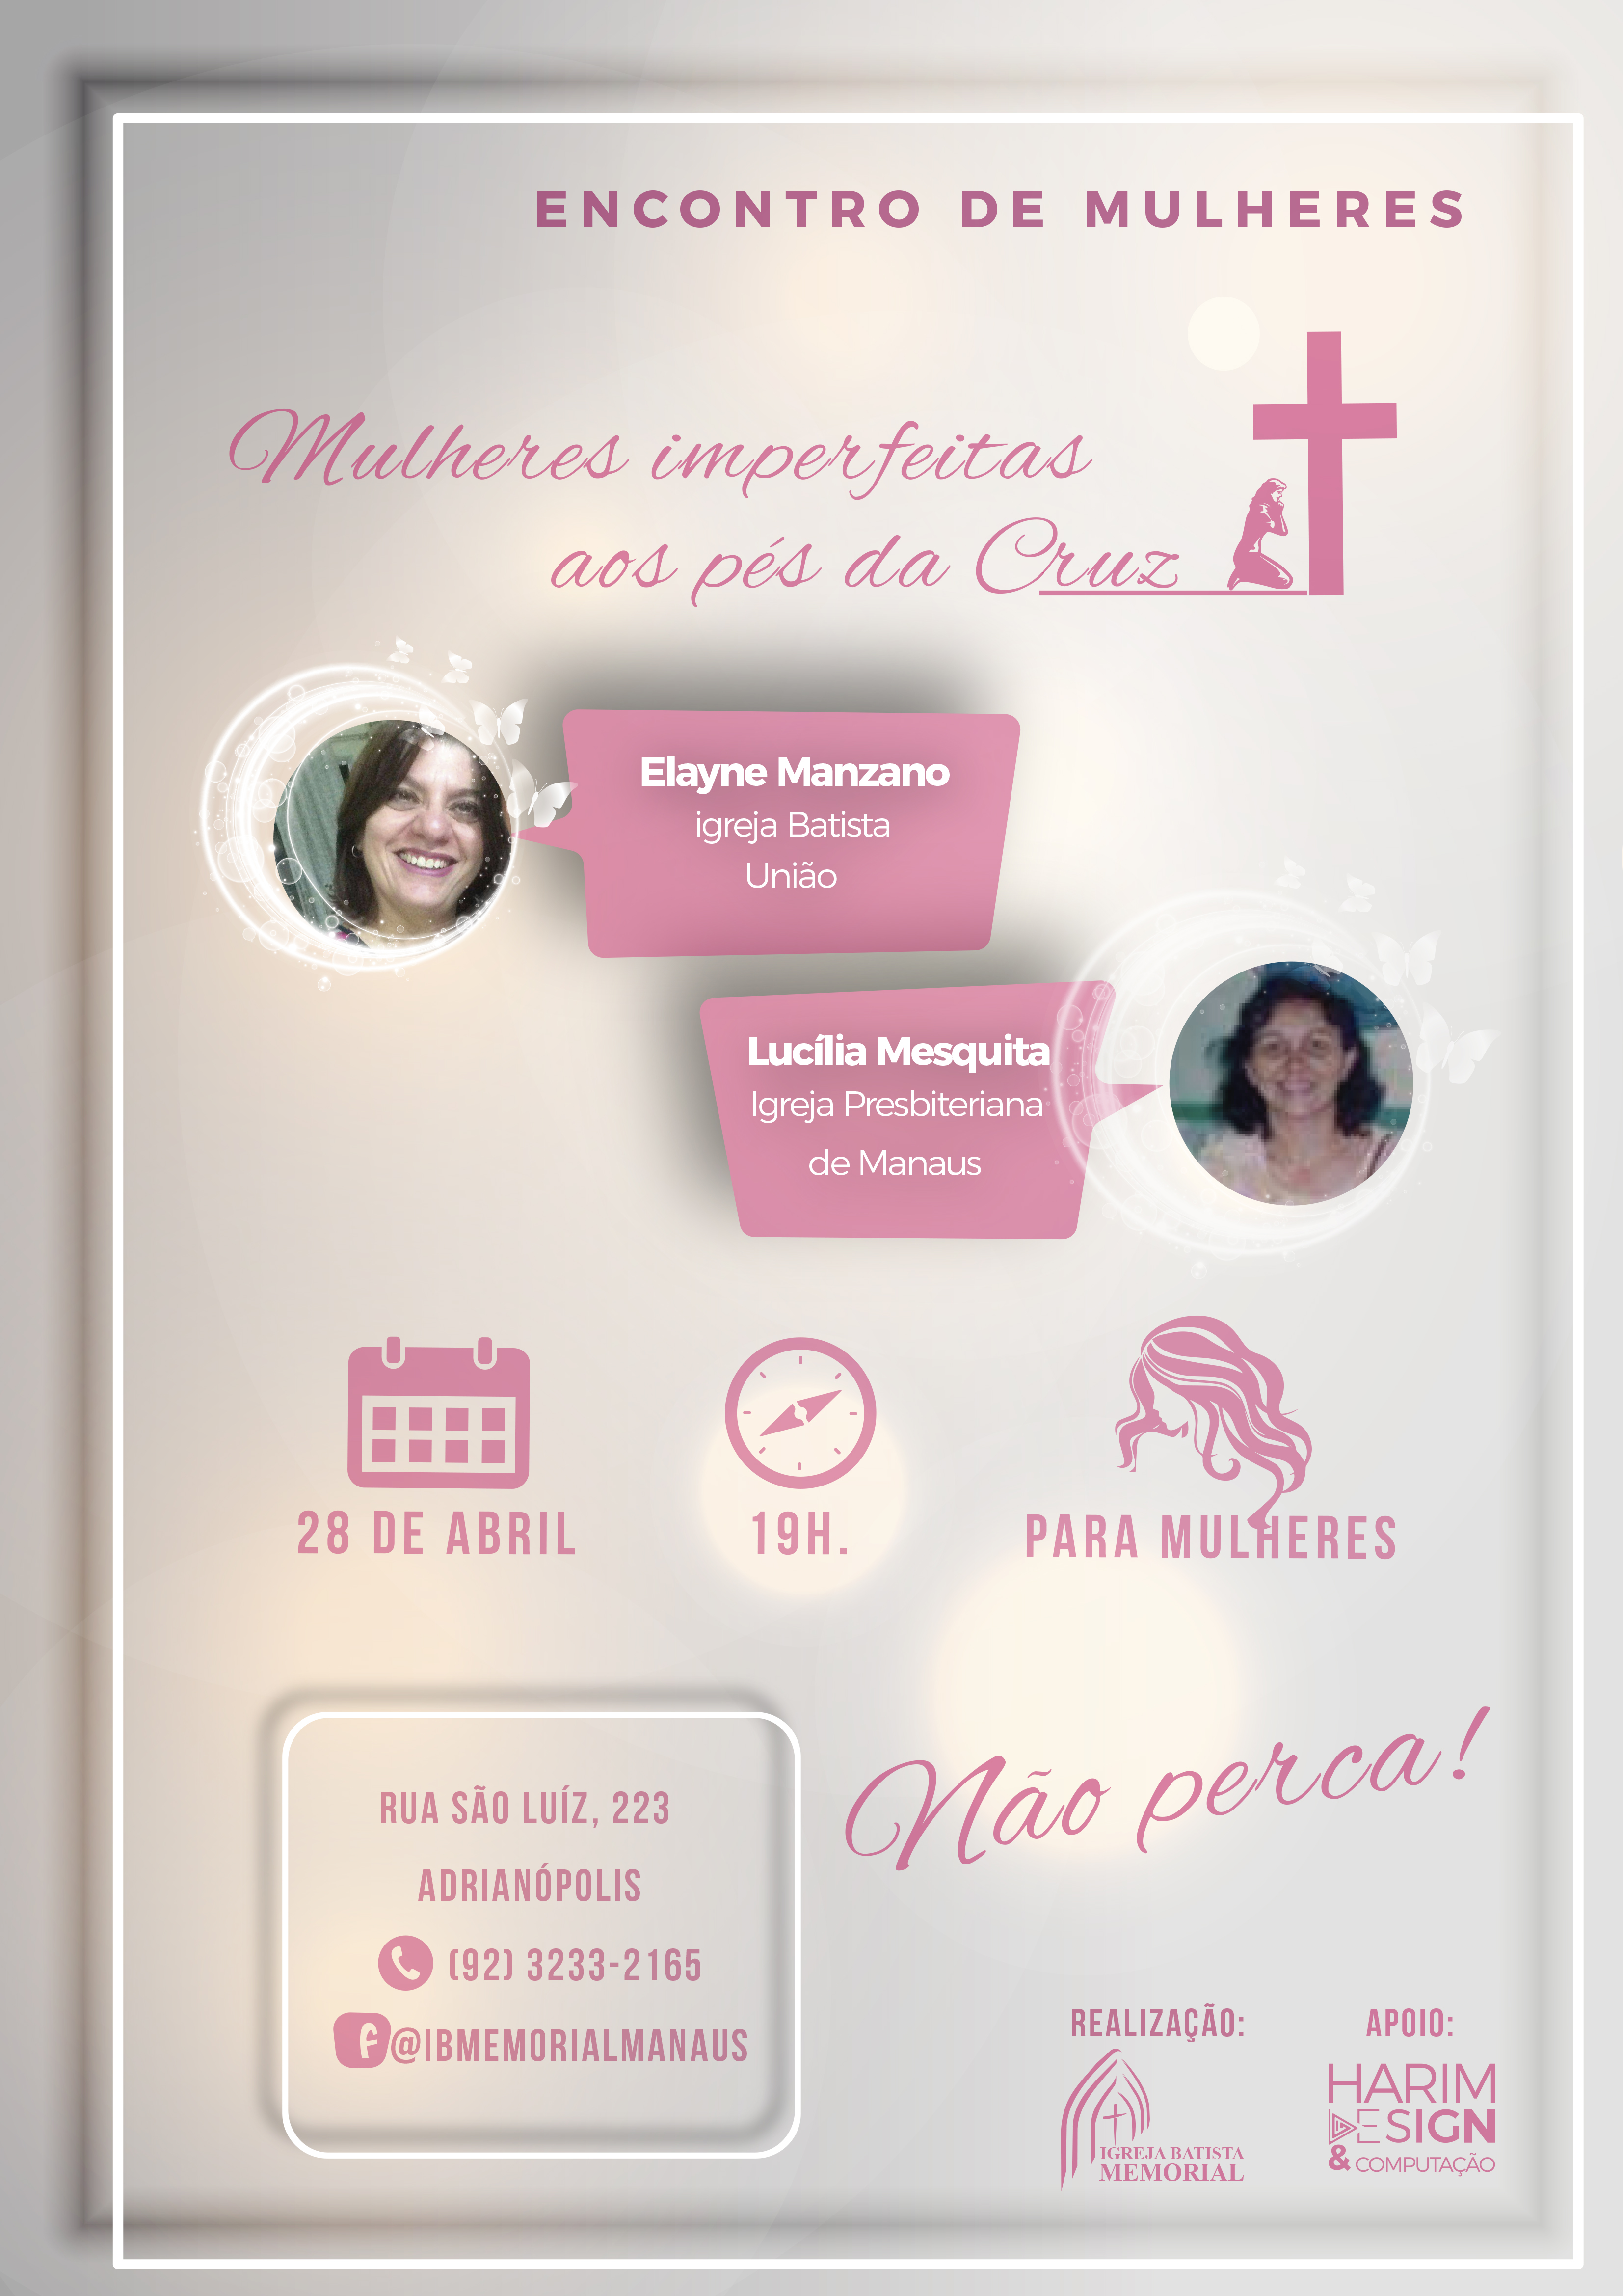 ENCONTRO DE MULHERES
Mulheres imperfeitas
aos pés da Cruz
Elayne Manzano
igreja Batista
União
Lucília Mesquita
Igreja Presbiteriana
de Manaus
28 DE ABRIL
19H.
PARA MULHERES
RUA SÃO LUÍZ, 223
ADRIANÓPOLIS
(92) 3233-2165
f @IBMEMORIALMANAUS
Não perca!
REALIZAÇÃO:
IGREJA BATISTA
MEMORIAL
APOIO:
HARIM
DESIGN
& COMPUTAÇÃO